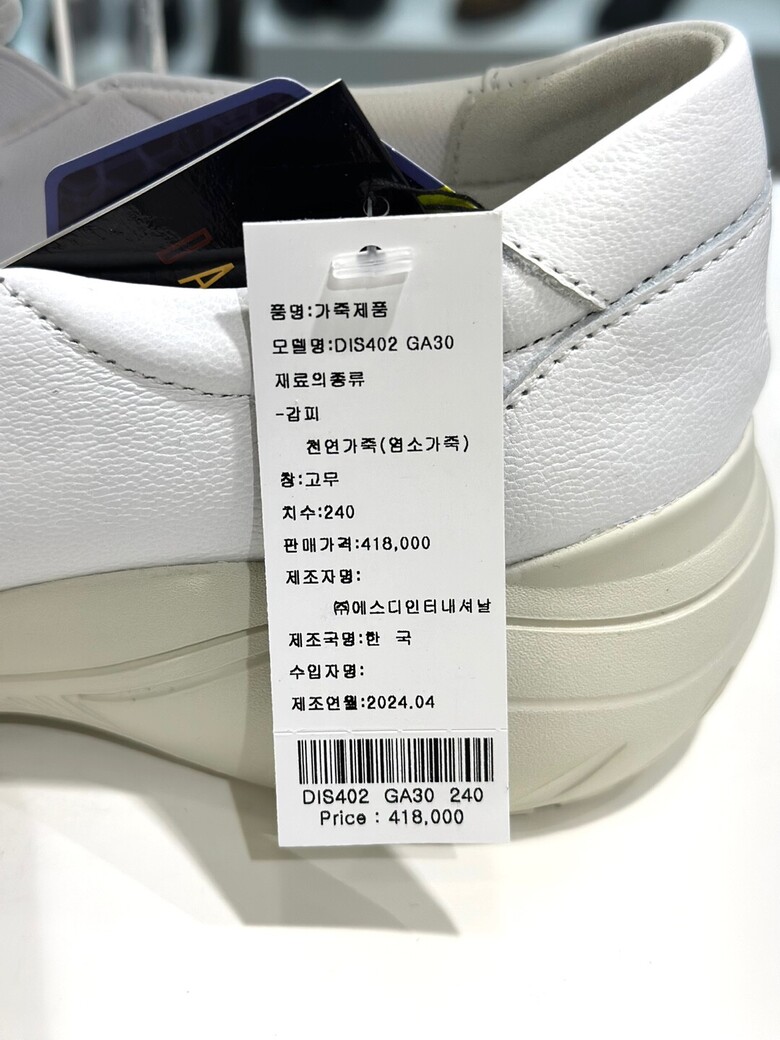 품명:가죽제품
모델명:DIS402 GA30
재료의종류
-갑피
천연가죽(염소가죽)
창:고무
치수:240
판매가격:418,000
제조자명:
㈜에스디인터내셔날
제조국명:한 국
수입자명:
제조연월:2024.04
DIS402 GA30 240
Price : 418,000